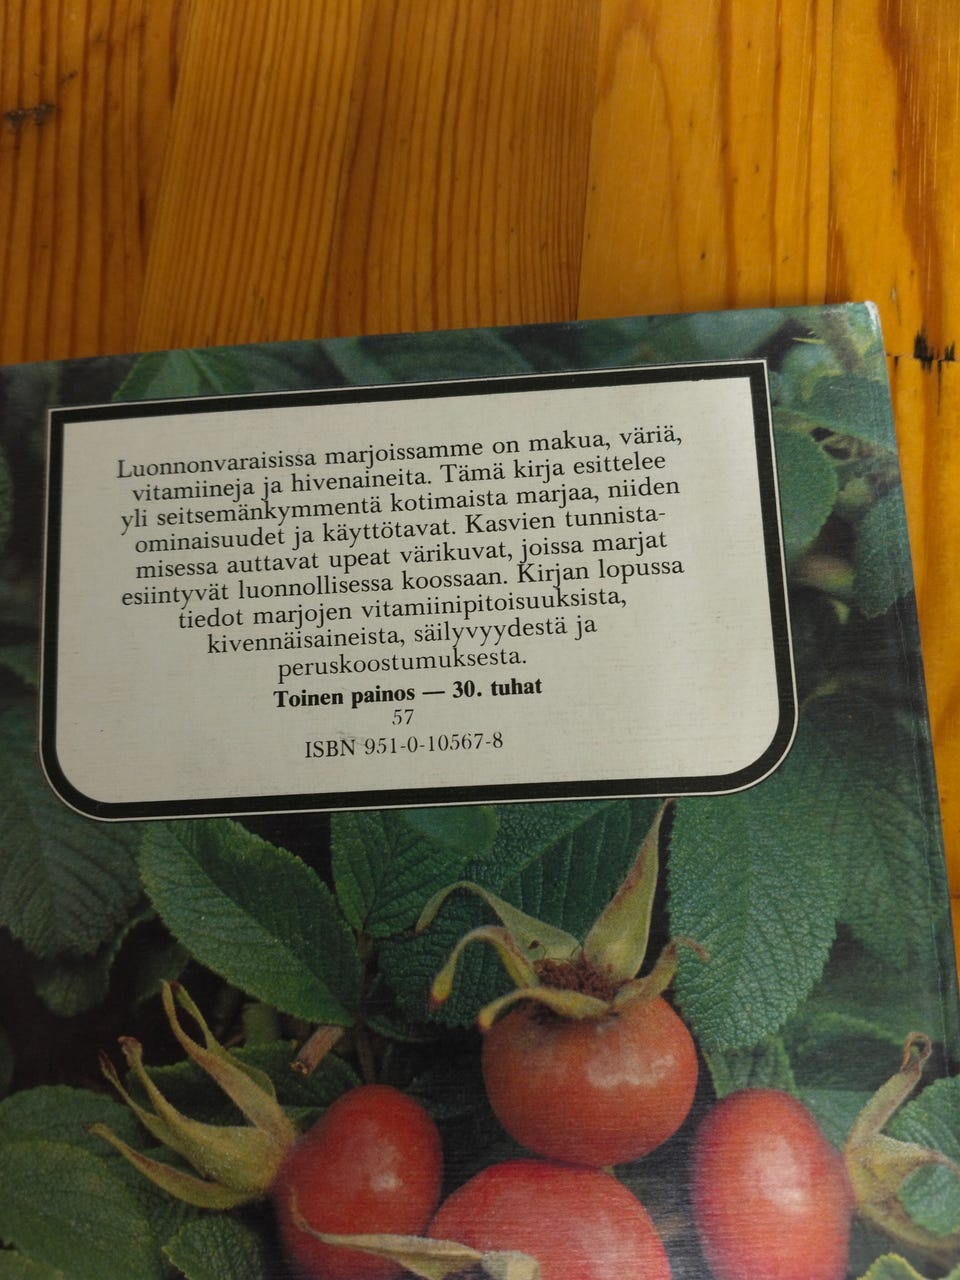 Luonnonvaraisissa marjoissamme on makua, väriä,
vitamiineja ja hivenaineita. Tämä kirja esittelee
yli seitsemänkymmentä kotimaista marjaa, niiden
ominaisuudet ja käyttötavat. Kasvien tunnista-
misessa auttavat upeat värikuvat, joissa marjat
esiintyvät luonnollisessa koossaan. Kirjan lopussa
tiedot marjojen vitamiinipitoisuuksista,
kivennäisaineista, säilyvyydestä ja
peruskoostumuksesta.
Toinen painos — 30. tuhat
57
ISBN 951-0-10567-8